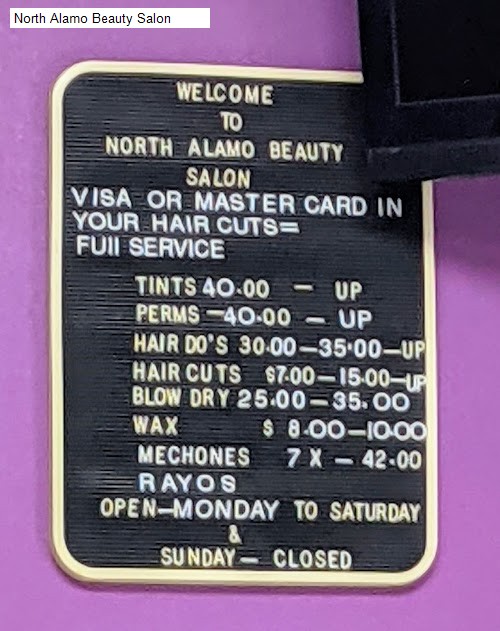 North Alamo Beauty Salon
WELCOME
TO
NORTH ALAMO BEAUTY
SALON
VISA OR MASTER CARD IN
YOUR HAIR CUTS=
FUll SERVICE
TINTS 40.00 — UP
PERMS —40.00 — UP
HAIR DO'S 30.00—35.00—UP
HAIR CUTS $7.00—15.00—UP
BLOW DRY 25.00—35.00
WAX $ 8.00—10.00
MECHONES 7 X — 42.00
RAYOS
OPEN—MONDAY TO SATURDAY
&
SUNDAY— CLOSED